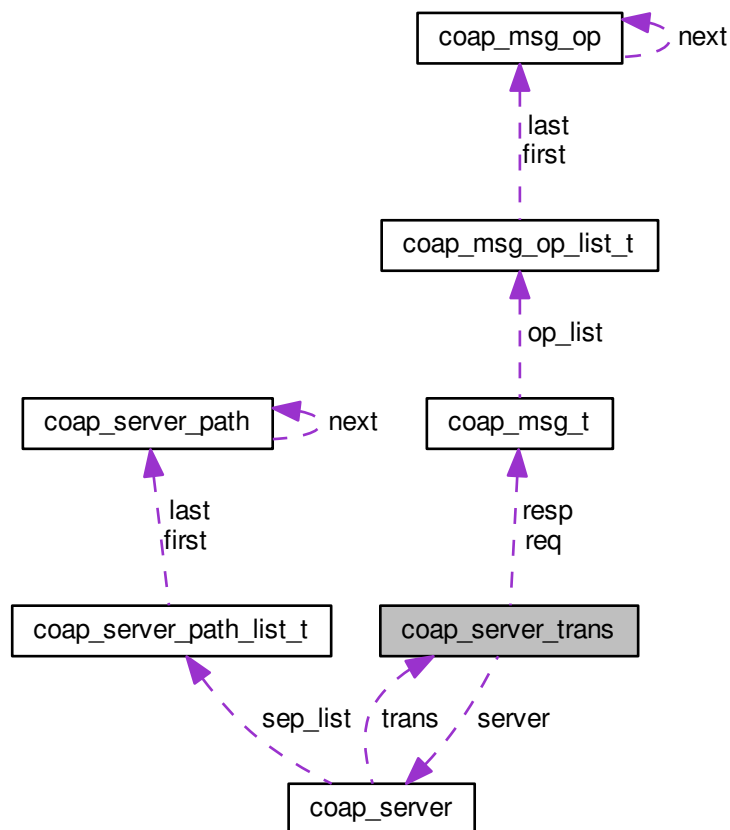 coap_msg_op
next
last
first
coap_msg_op_list_t
op_list
coap_server_path
next
coap_msg_t
last
first
resp
req
coap_server_path_list_t
coap_server_trans
sep_list
trans
server
coap_server